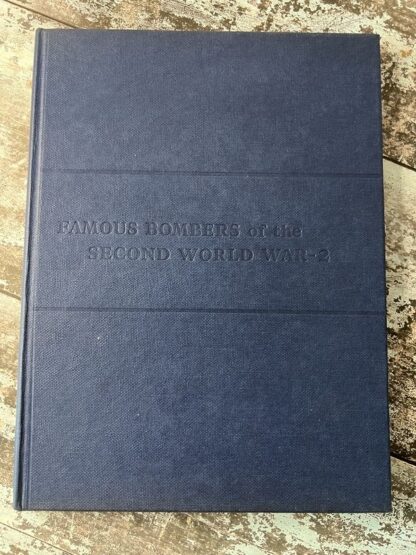 FAMOUS BOMBERS of the
SECOND WORLD WAR-2